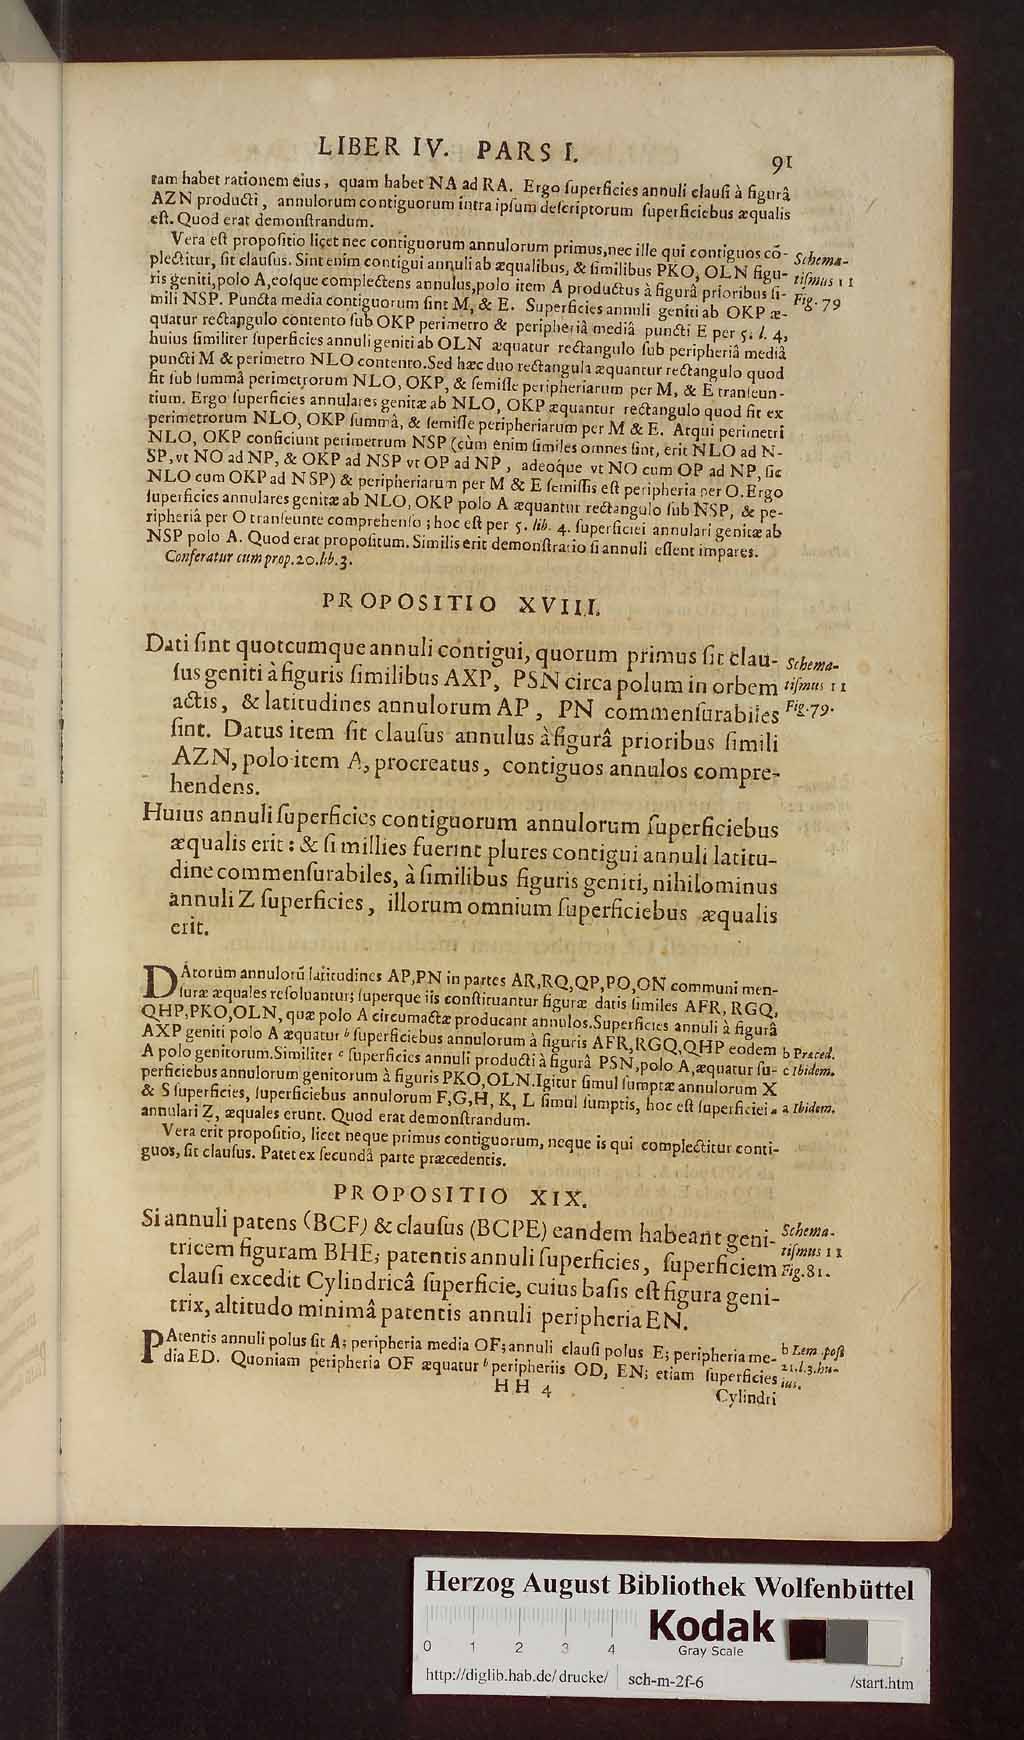 LIBER IV. PARS I.
91
tam habet rationem eius, quam habet NA ad RA. Ergo ſuperficies annuli clauſi à figurâ
AZN producti, annulorum contiguorum intra ipſum deſcriptorum ſuperficiebus æqualis
eſt. Quod erat demonſtrandum.
Vera eſt propoſitio licet nec contiguorum annulorum primus, nec ille qui contiguos cō-
plectitur, ſit clauſus. Sint enim contigui annuli ab æqualibus, & ſimilibus PKO, OLN figu-
ris geniti, polo A, eoſque complectens annulus, polo item A productus à figurâ prioribus ſi-
mili NSP. Puncta media contiguorum ſint M, & E. Superficies annuli geniti ab OKP æ-
quatur rectangulo contento ſub OKP perimetro & peripheriâ mediâ puncti E per 5. l. 4,
huius ſimiliter ſuperficies annuli geniti ab OLN æquatur rectangulo ſub peripheriâ mediâ
puncti M & perimetro NLO contento. Sed hæc duo rectangula æquantur rectangulo quod
fit ſub ſummâ perimetrorum NLO, OKP, & ſemiſſe peripheriarum per M, & E tranſeun-
tium. Ergo ſuperficies annulares genitæ ab NLO, OKP æquantur rectangulo quod fit ex
perimetrorum NLO, OKP ſummâ, & ſemiſſe peripheriarum per M & E. Atqui perimetri
NLO, OKP conficiunt perimetrum NSP (cùm enim ſimiles omnes ſint, erit NLO ad N-
SP, vt NO ad NP, & OKP ad NSP vt OP ad NP, adeoque vt NO cum OP ad NP, ſic
NLO cum OKP ad NSP) & peripheriarum per M & E ſemiſſis eſt peripheria per O. Ergo
ſuperficies annulares genitæ ab NLO, OKP polo A æquantur rectangulo ſub NSP, & pe-
ripheriâ per O tranſeunte comprehenſo; hoc eſt per 5. lib. 4. ſuperficiei annulari genitæ ab
NSP polo A. Quod erat propoſitum. Similis erit demonſtratio ſi annuli eſſent impares.
Conferatur cum prop. 20. lib. 3.
Schema-
tiſmus 11
Fig. 79
PROPOSITIO XVIII.
Dati ſint quotcumque annuli contigui, quorum primus ſit clau-
ſus geniti à figuris ſimilibus AXP, PSN circa polum in orbem
actis, & latitudines annulorum AP, PN commenſurabiles
ſint. Datus item ſit clauſus annulus à figurâ prioribus ſimili
AZN, polo item A, procreatus, contiguos annulos compre-
hendens.
Schema-
tiſmus 11
Fig. 79.
Huius annuli ſuperficies contiguorum annulorum ſuperficiebus
æqualis erit: & ſi millies fuerint plures contigui annuli latitu-
dine commenſurabiles, à ſimilibus figuris geniti, nihilominus
annuli Z ſuperficies, illorum omnium ſuperficiebus æqualis
erit.
DAtorum annulorū latitudines AP, PN in partes AR, RQ, QP, PO, ON communi men-
ſuræ æquales reſoluantur; ſuperque iis conſtituantur figuræ datis ſimiles AFR, RGQ,
QHP, PKO, OLN, quæ polo A circumactæ producant annulos. Superficies annuli à figurâ
AXP geniti polo A æquatur b ſuperficiebus annulorum à figuris AFR, RGQ, QHP eodem
A polo genitorum. Similiter c ſuperficies annuli producti à figurâ PSN, polo A, æquatur ſu-
perficiebus annulorum genitorum à figuris PKO, OLN. Igitur ſimul ſumptæ annulorum X
& S ſuperficies, ſuperficiebus annulorum F, G, H, K, L ſimul ſumptis, hoc eſt ſuperficiei a
annulari Z, æquales erunt. Quod erat demonſtrandum.
b Præced.
c Ibidem.
a Ibidem.
Vera erit propoſitio, licet neque primus contiguorum, neque is qui complectitur conti-
guos, ſit clauſus. Patet ex ſecundâ parte præcedentis.
PROPOSITIO XIX.
Si annuli patens (BCF) & clauſus (BCPE) eandem habeant geni-
tricem figuram BHE; patentis annuli ſuperficies, ſuperficiem
clauſi excedit Cylindricâ ſuperficie, cuius baſis eſt figura geni-
trix, altitudo minimâ patentis annuli peripheria EN.
Schema-
tiſmus 11
Fig. 81.
PAtentis annuli polus ſit A; peripheria media OF; annuli clauſi polus E; peripheria me-
dia ED. Quoniam peripheria OF æquatur b peripheriis OD, EN; etiam ſuperficies
b Lem. poſt
21. l. 3. hu-
ius.
HH 4
Cylindri
Herzog August Bibliothek Wolfenbüttel
0 1 2 3 4
Kodak
Gray Scale
http://diglib.hab.de/drucke/ sch-m-2f-6 /start.htm